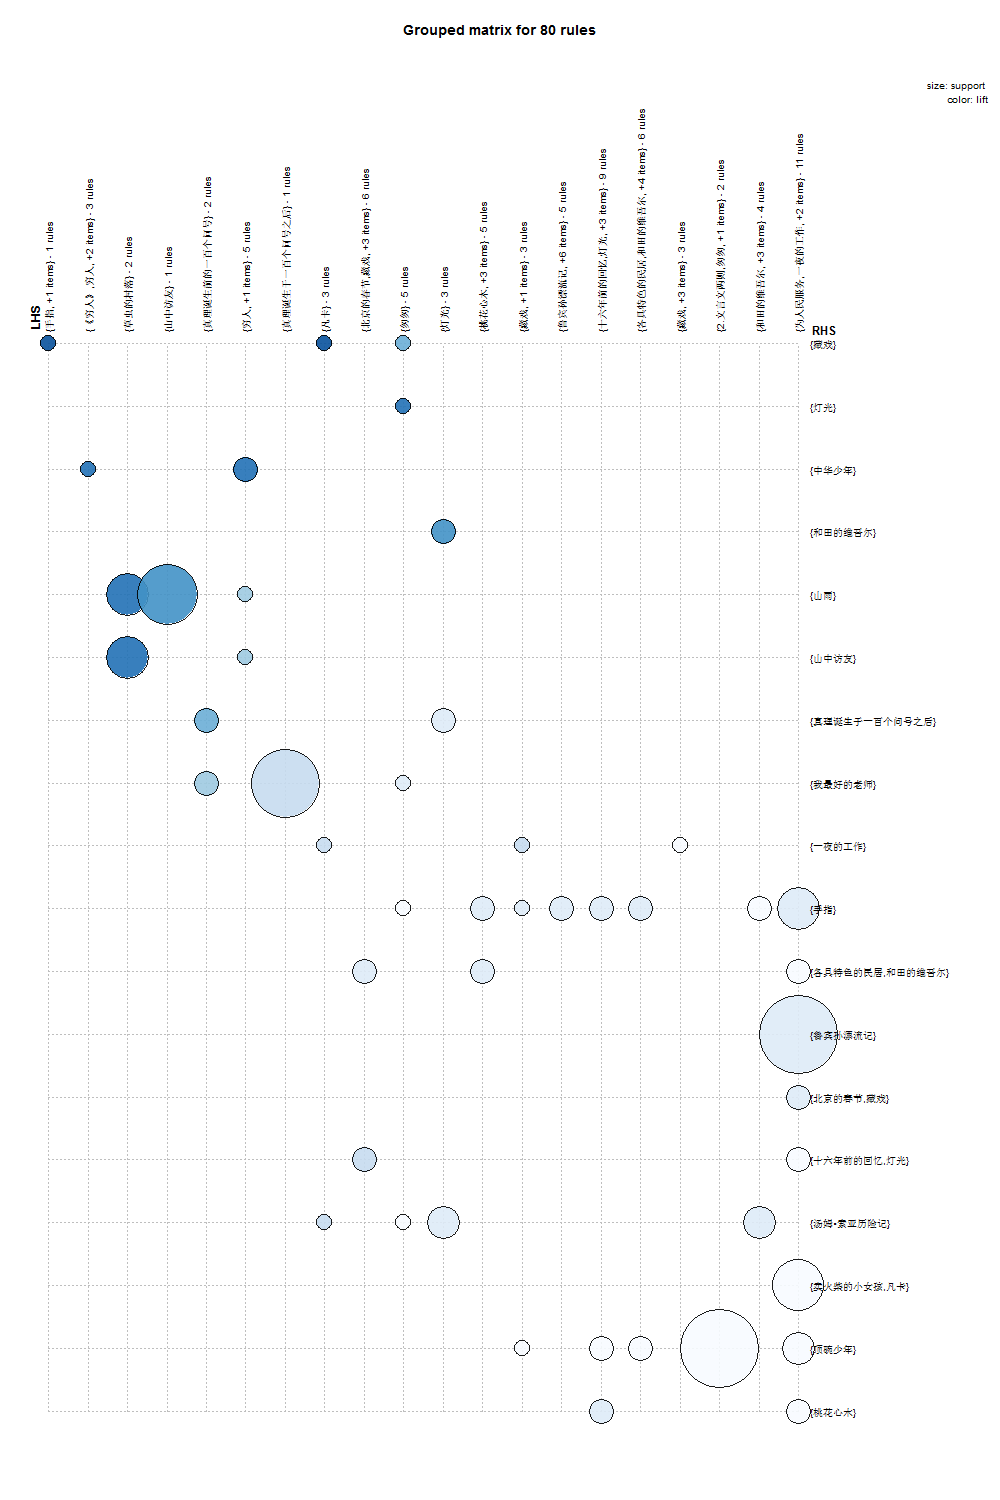 Grouped matrix for 80 rules
size: support
color: lift
LHS
{手指, +1 items} - 1 rules
{《穷人》,穷人, +2 items} - 3 rules
{草虫的村落} - 2 rules
{山中访友} - 1 rules
{真理诞生前的一百个问号} - 2 rules
{穷人, +1 items} - 5 rules
{真理诞生于一百个问号之后} - 1 rules
{凡卡} - 3 rules
{北京的春节,藏戏, +3 items} - 6 rules
{匆匆} - 5 rules
{灯光} - 3 rules
{桃花心木, +3 items} - 5 rules
{藏戏, +1 items} - 3 rules
{鲁宾孙漂流记, +6 items} - 5 rules
{十六年前的回忆,灯光, +3 items} - 9 rules
{各具特色的民居,和田的维吾尔, +4 items} - 6 rules
{藏戏, +3 items} - 3 rules
{2.文言文两则,匆匆, +1 items} - 2 rules
{和田的维吾尔, +3 items} - 4 rules
{为人民服务,一夜的工作, +2 items} - 11 rules
RHS
{藏戏}
{灯光}
{中华少年}
{和田的维吾尔}
{山雨}
{山中访友}
{真理诞生于一百个问号之后}
{我最好的老师}
{一夜的工作}
{手指}
{各具特色的民居,和田的维吾尔}
{鲁宾孙漂流记}
{北京的春节,藏戏}
{十六年前的回忆,灯光}
{汤姆•索亚历险记}
{卖火柴的小女孩,凡卡}
{顶碗少年}
{桃花心木}